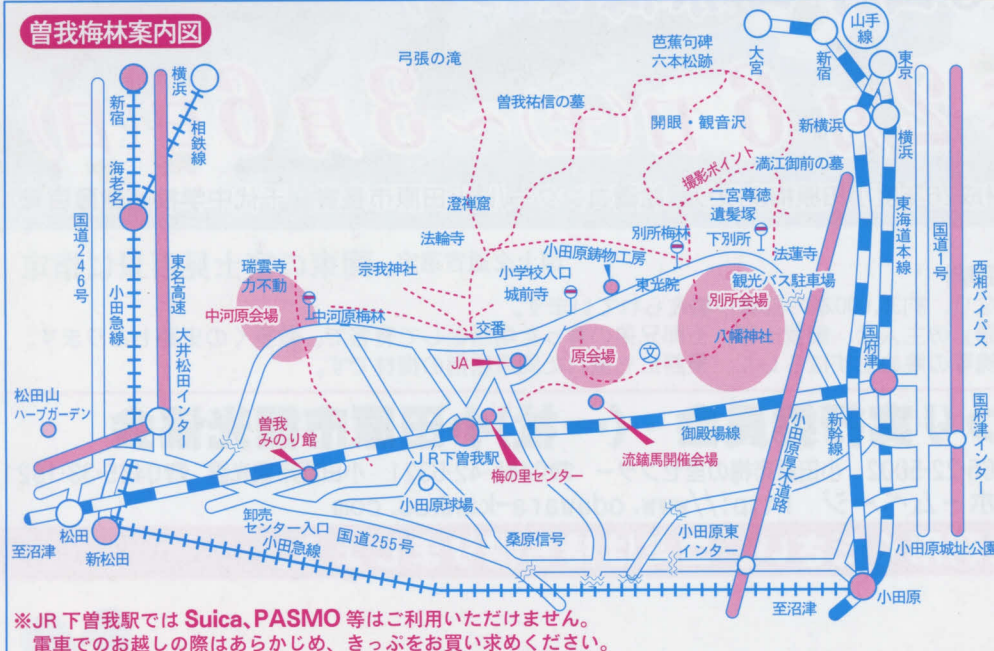 曽我梅林案内図
弓張の滝
芭蕉句碑
六本松跡
曽我祐信の墓
開眼・観音沢
撮影ポイント
満江御前の墓
二宮尊徳
遺髪塚
澄禅窟
法輪寺
小田原鋳物工房
別所梅林
下別所
法蓮寺
瑞雲寺
力不動
宗我神社
小学校入口
城前寺
東光院
観光バス駐車場
中河原会場
中河原梅林
交番
別所会場
八幡神社
JA
原会場
文
曽我
みのり館
JR下曽我駅
梅の里センター
流鏑馬開催会場
御殿場線
小田原球場
卸売
センター入口
小田急線
国道255号
桑原信号
小田原東
インター
小田原厚木道路
新幹線
国府津
国府津インター
小田原城址公園
小田原
至沼津
大宮
新宿
山手
線
東京
新横浜
横浜
東海道本線
国道1号
西湘バイパス
新宿
横浜
相鉄線
海老名
国道246号
小田急線
東名高速
大井松田インター
松田山
ハーブガーデン
松田
新松田
至沼津
※JR下曽我駅では Suica、PASMO 等はご利用いただけません。
電車でのお越しの際はあらかじめ、きっぷをお買い求めください。